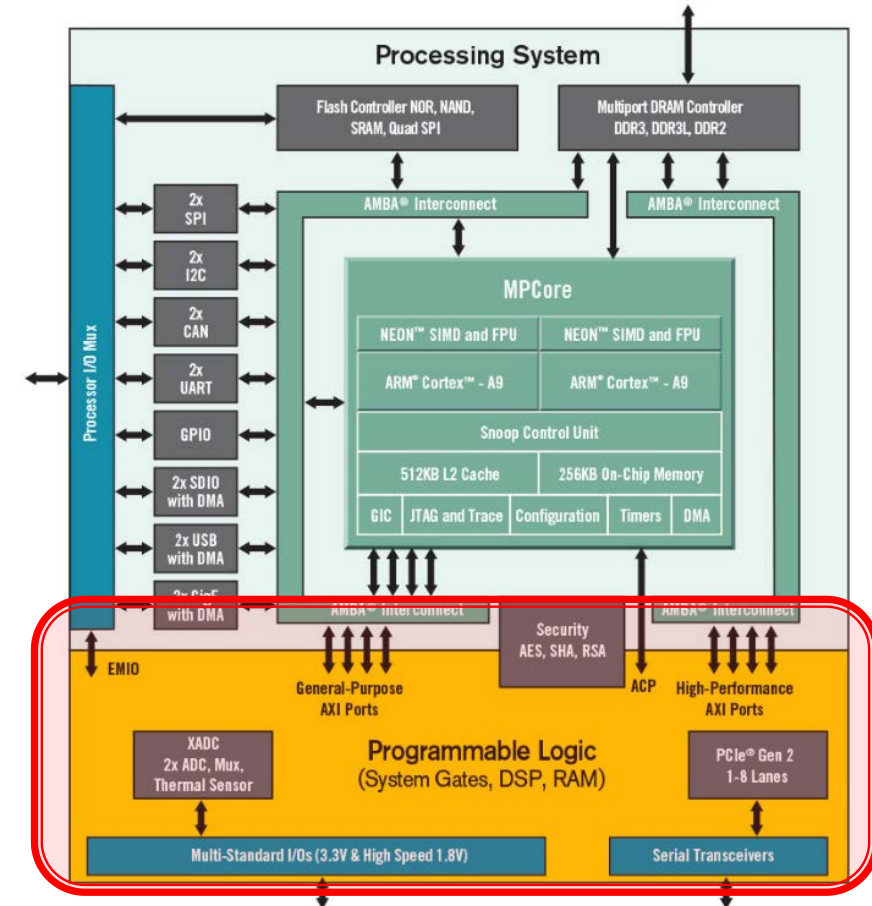 Processing System
Flash Controller NOR, NAND,
SRAM, Quad SPI
Multiport DRAM Controller
DDR3, DDR3L, DDR2
2x
SPI
AMBA® Interconnect
AMBA® Interconnect
2x
I2C
2x
CAN
2x
UART
GPIO
2x SDIO
with DMA
2x USB
with DMA
2x GigE
with DMA
Processor I/O Mux
MPCore
NEON™ SIMD and FPU
NEON™ SIMD and FPU
ARM® Cortex™ - A9
ARM® Cortex™ - A9
Snoop Control Unit
512KB L2 Cache
256KB On-Chip Memory
GIC
JTAG and Trace
Configuration
Timers
DMA
AMBA® Interconnect
AMBA® Interconnect
Security
AES, SHA, RSA
EMIO
General-Purpose
AXI Ports
ACP
High-Performance
AXI Ports
XADC
2x ADC, Mux,
Thermal Sensor
Programmable Logic
(System Gates, DSP, RAM)
PCIe® Gen 2
1-8 Lanes
Multi-Standard I/Os (3.3V & High Speed 1.8V)
Serial Transceivers